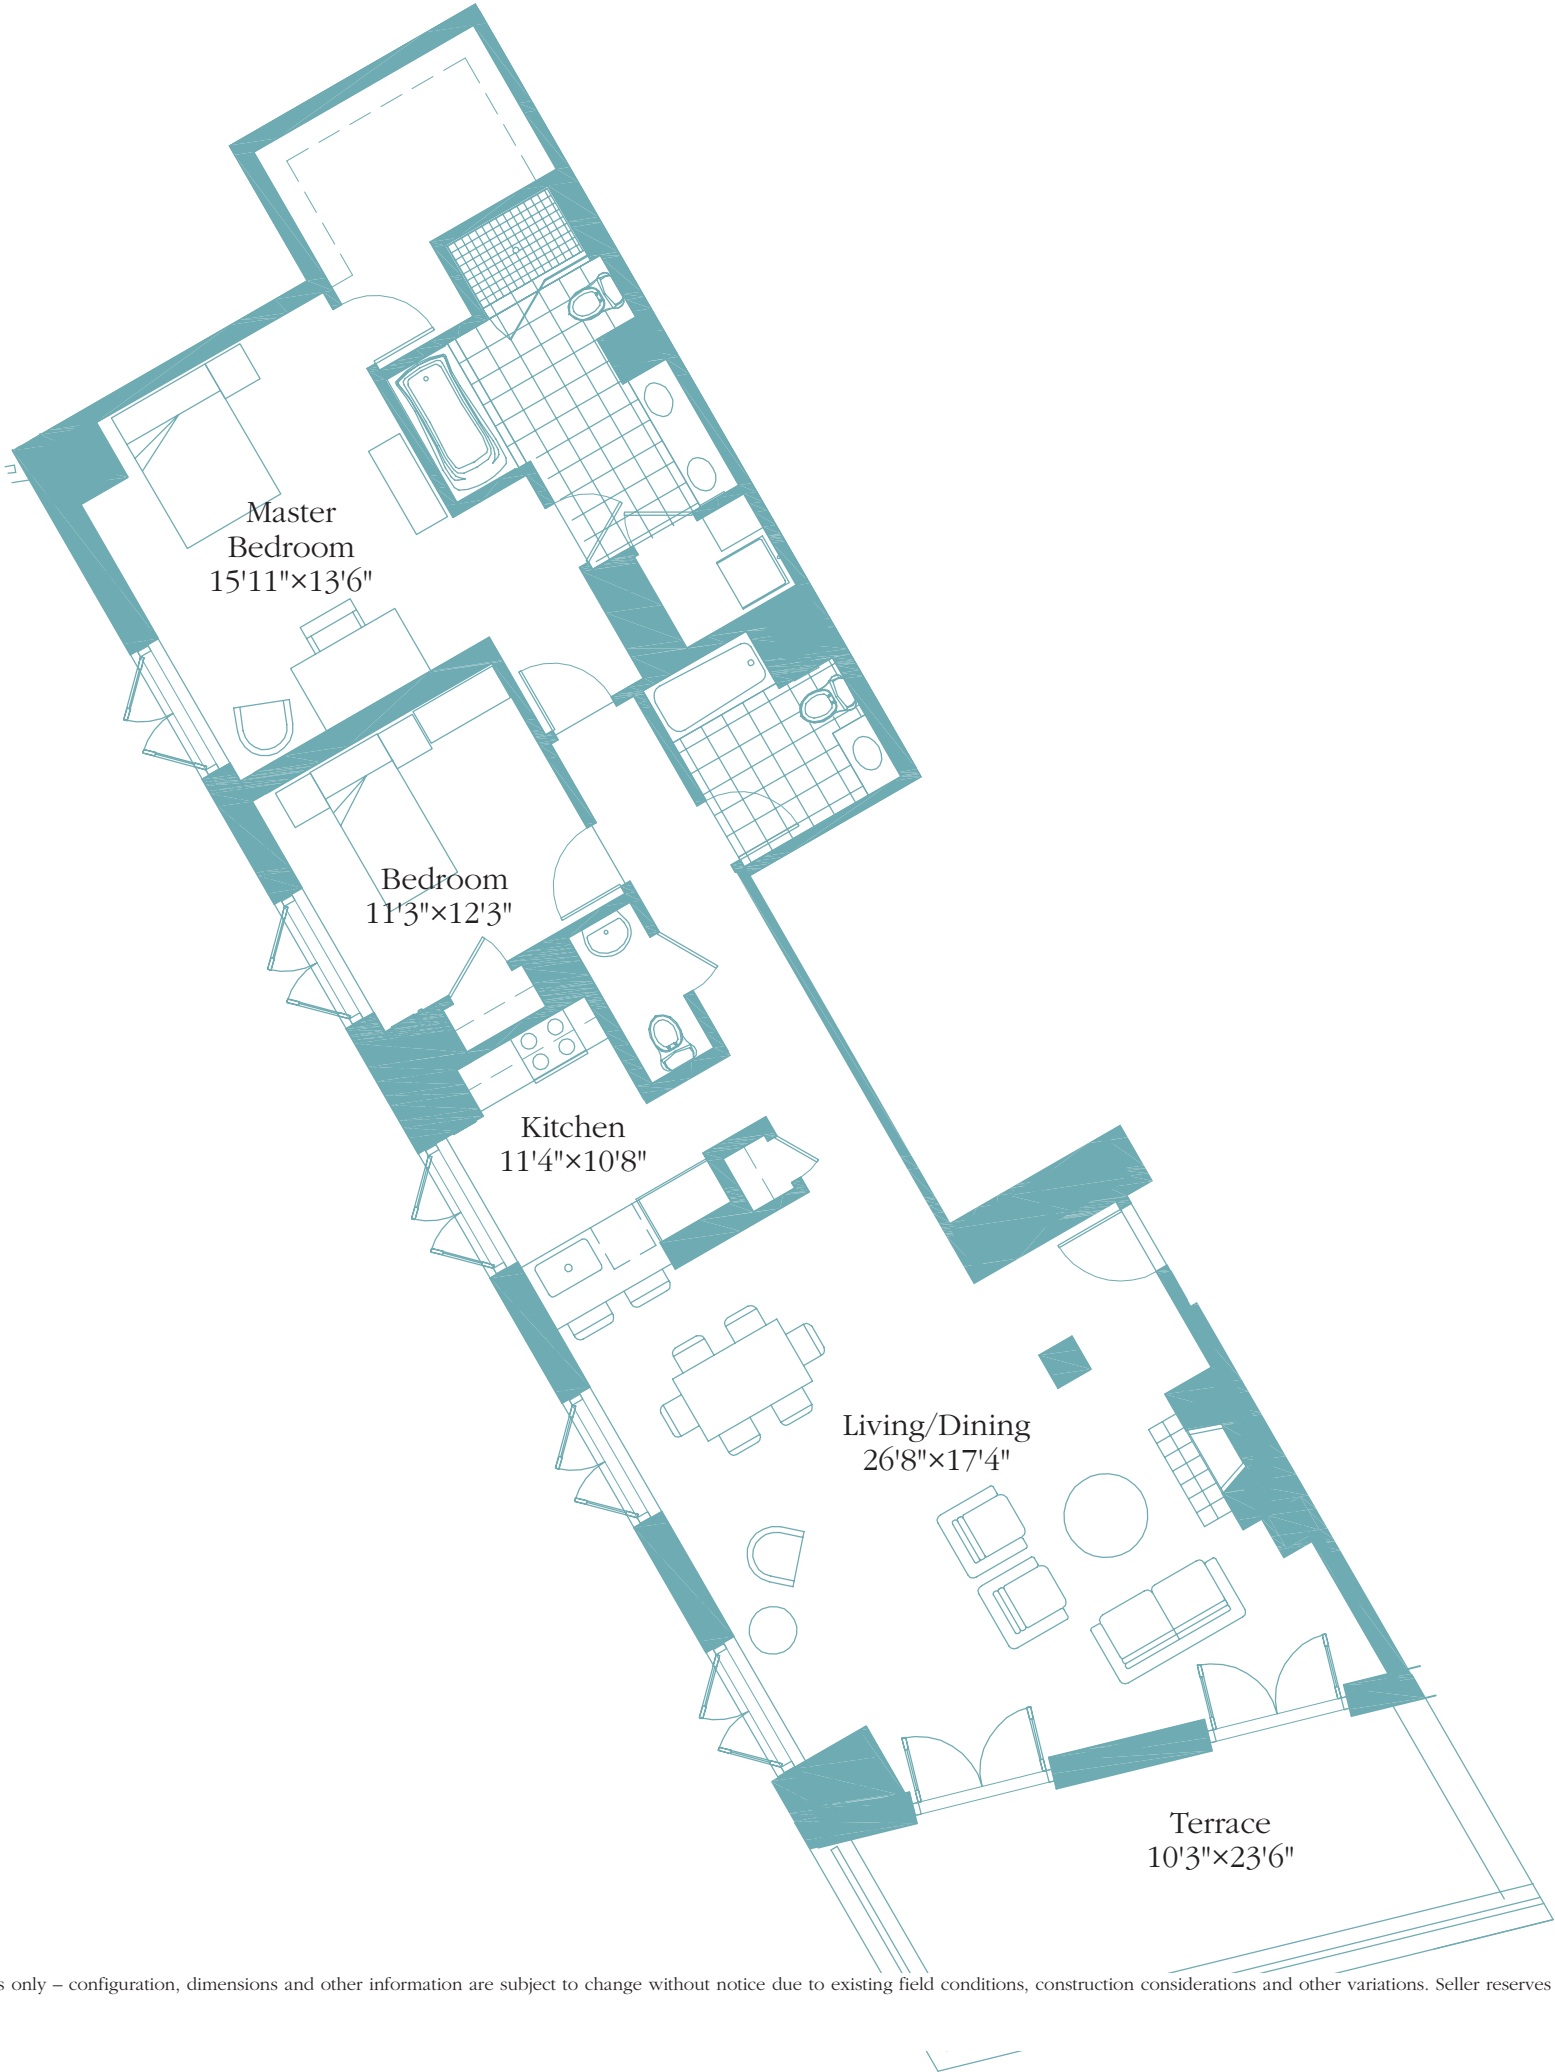 Master
Bedroom
15'11"×13'6"
Bedroom
11'3"×12'3"
Kitchen
11'4"×10'8"
Living/Dining
26'8"×17'4"
Terrace
10'3"×23'6"
only – configuration, dimensions and other information are subject to change without notice due to existing field conditions, construction considerations and other variations. Seller reserves